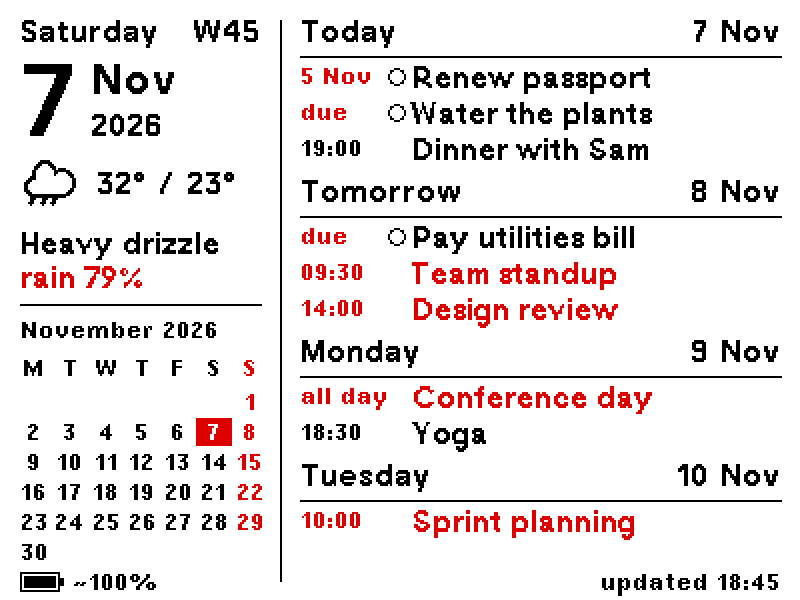 Saturday W45
7 Nov
2026
32° / 23°
Heavy drizzle
rain 79%
November 2026
M T W T F S S
1
2 3 4 5 6 7 8
9 10 11 12 13 14 15
16 17 18 19 20 21 22
23 24 25 26 27 28 29
30
~100%
Today 7 Nov
5 Nov Renew passport
due Water the plants
19:00 Dinner with Sam
Tomorrow 8 Nov
due Pay utilities bill
09:30 Team standup
14:00 Design review
Monday 9 Nov
all day Conference day
18:30 Yoga
Tuesday 10 Nov
10:00 Sprint planning
updated 18:45